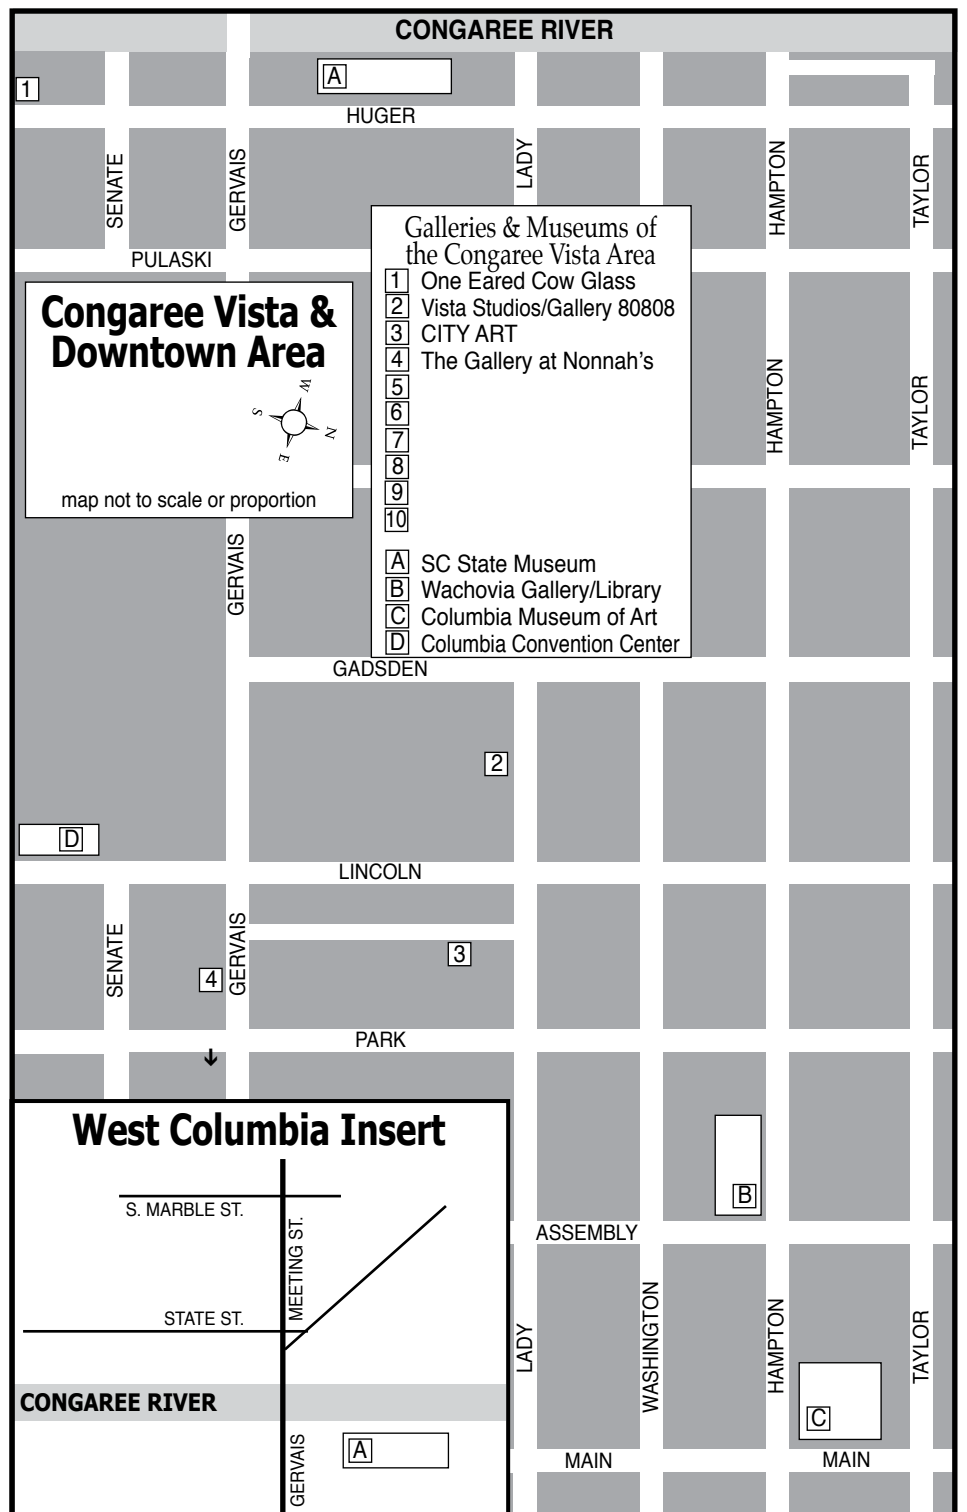 CONGAREE RIVER
A
1
HUGER
SENATE
GERVAIS
LADY
HAMPTON
TAYLOR
PULASKI
Galleries & Museums of
the Congaree Vista Area
1 One Eared Cow Glass
2 Vista Studios/Gallery 80808
3 CITY ART
4 The Gallery at Nonnah's
5
6
7
8
9
10
A SC State Museum
B Wachovia Gallery/Library
C Columbia Museum of Art
D Columbia Convention Center
Congaree Vista &
Downtown Area
W
S
N
E
map not to scale or proportion
HAMPTON
TAYLOR
GERVAIS
GADSDEN
2
D
LINCOLN
SENATE
GERVAIS
3
4
PARK
West Columbia Insert
S. MARBLE ST.
MEETING ST.
STATE ST.
CONGAREE RIVER
A
GERVAIS
B
ASSEMBLY
LADY
WASHINGTON
HAMPTON
TAYLOR
C
MAIN
MAIN